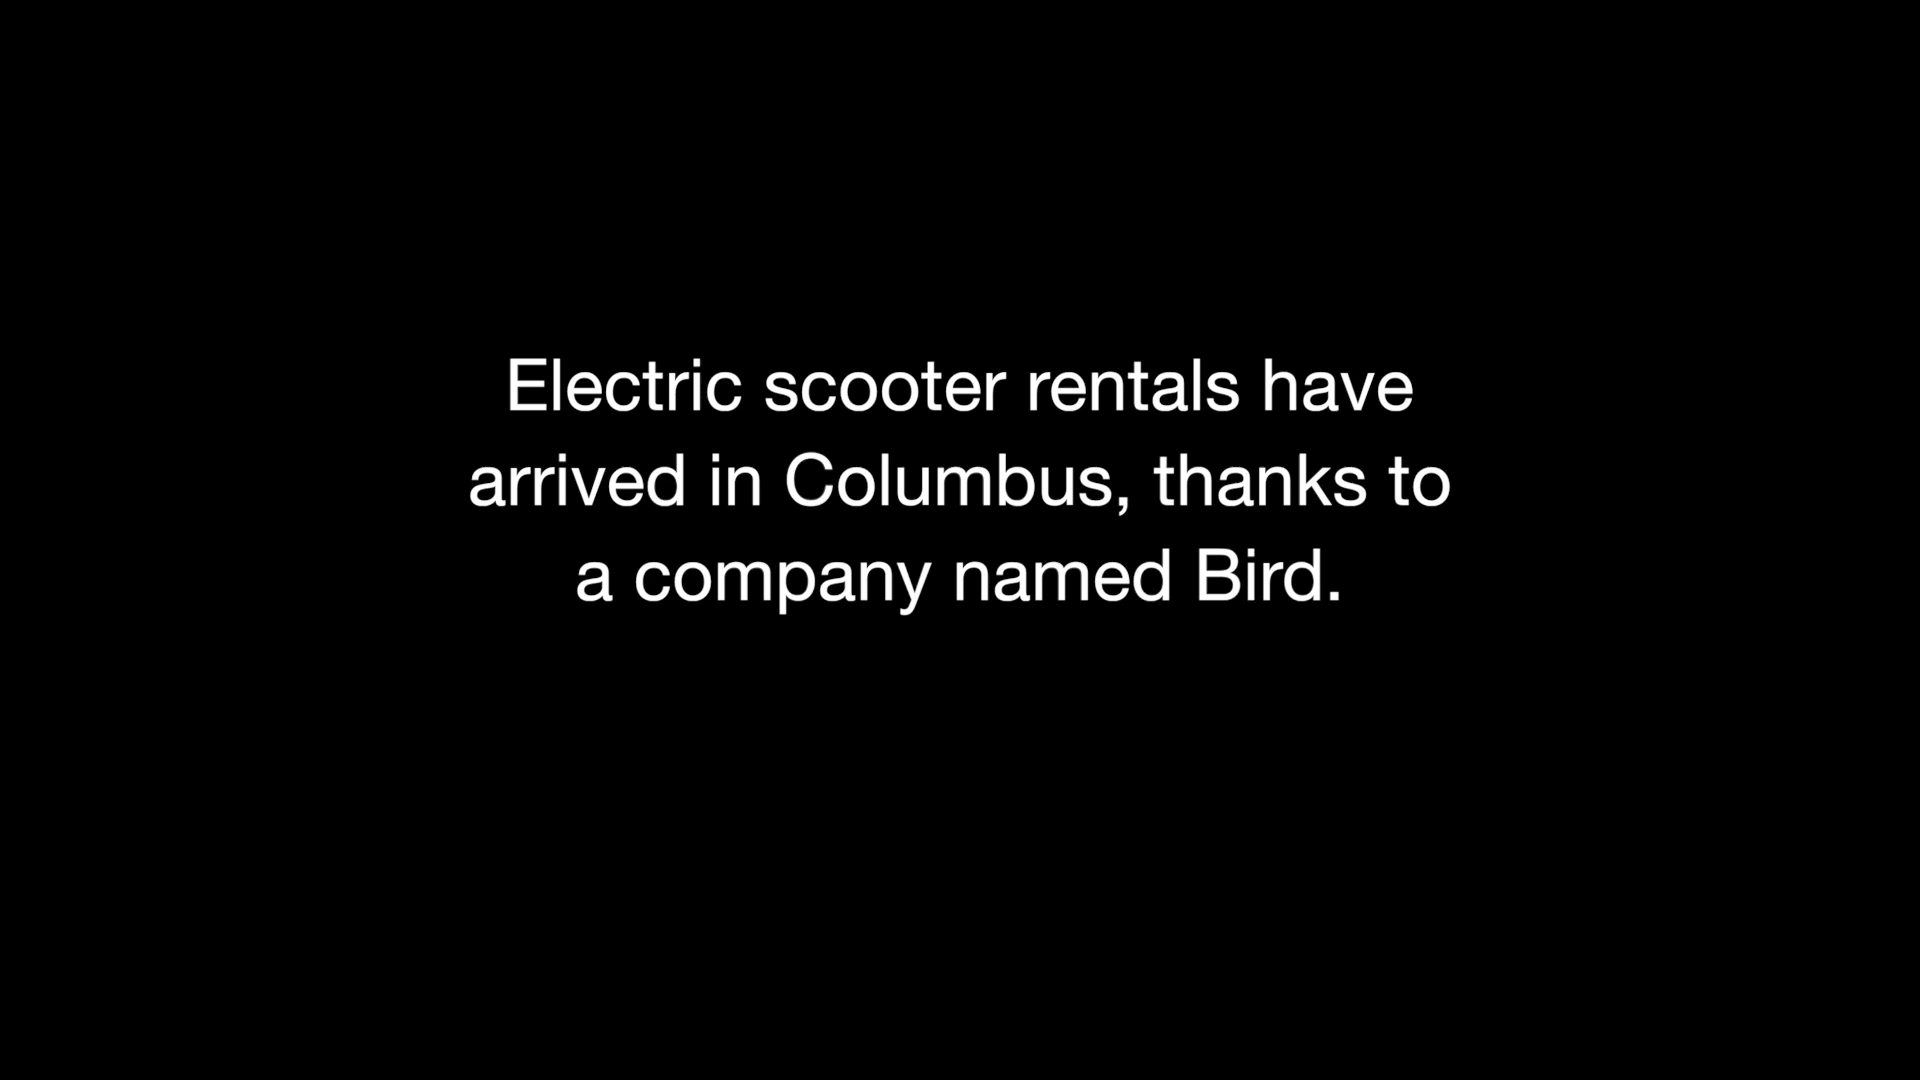 Electric scooter rentals have
arrived in Columbus, thanks to
a company named Bird.